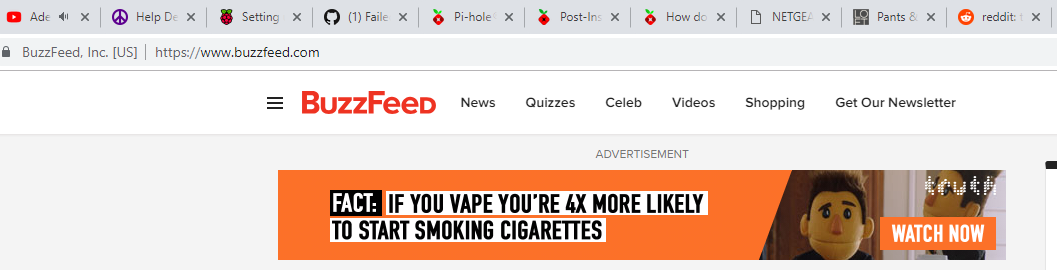 Ade
Help De
Setting
(1) Faile
Pi-hole
Post-Ins
How do
NETGEA
Pants &
reddit: t
BuzzFeed, Inc. [US] | https://www.buzzfeed.com
BuzzFeed
News
Quizzes
Celeb
Videos
Shopping
Get Our Newsletter
ADVERTISEMENT
FACT: IF YOU VAPE YOU'RE 4X MORE LIKELY
TO START SMOKING CIGARETTES
truth
WATCH NOW